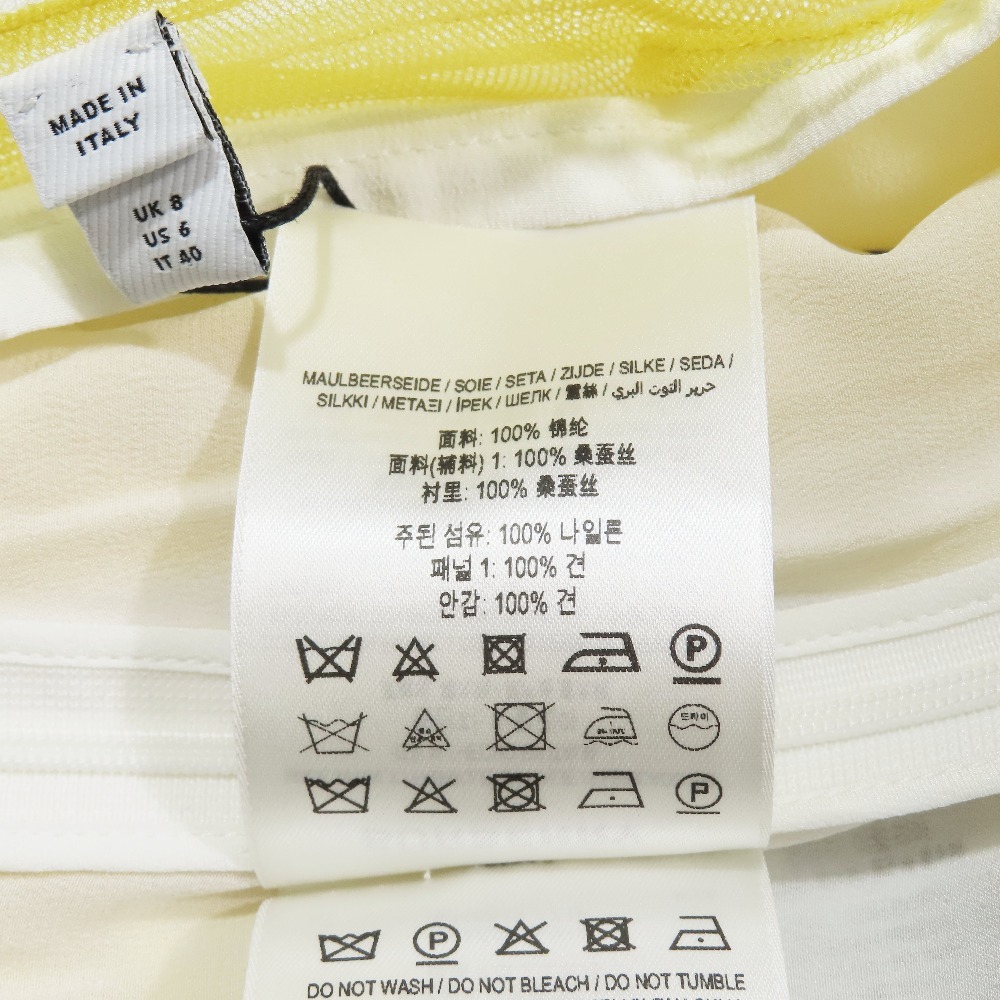 MADE IN
ITALY
UK 8
US 6
IT 40
MAULBEERSEIDE / SOIE / SETA / ZIJDE / SILKE / SEDA /
SILKKI / ΜΕΤΑΞΙ / İPEK / ШЕЛК / 蠶絲 / حرير التوت البري
面料: 100% 锦纶
面料(辅料) 1: 100% 桑蚕丝
衬里: 100% 桑蚕丝
주된 섬유: 100% 나일론
패널 1: 100% 견
안감: 100% 견
P
드라이
P
P
DO NOT WASH / DO NOT BLEACH / DO NOT TUMBLE